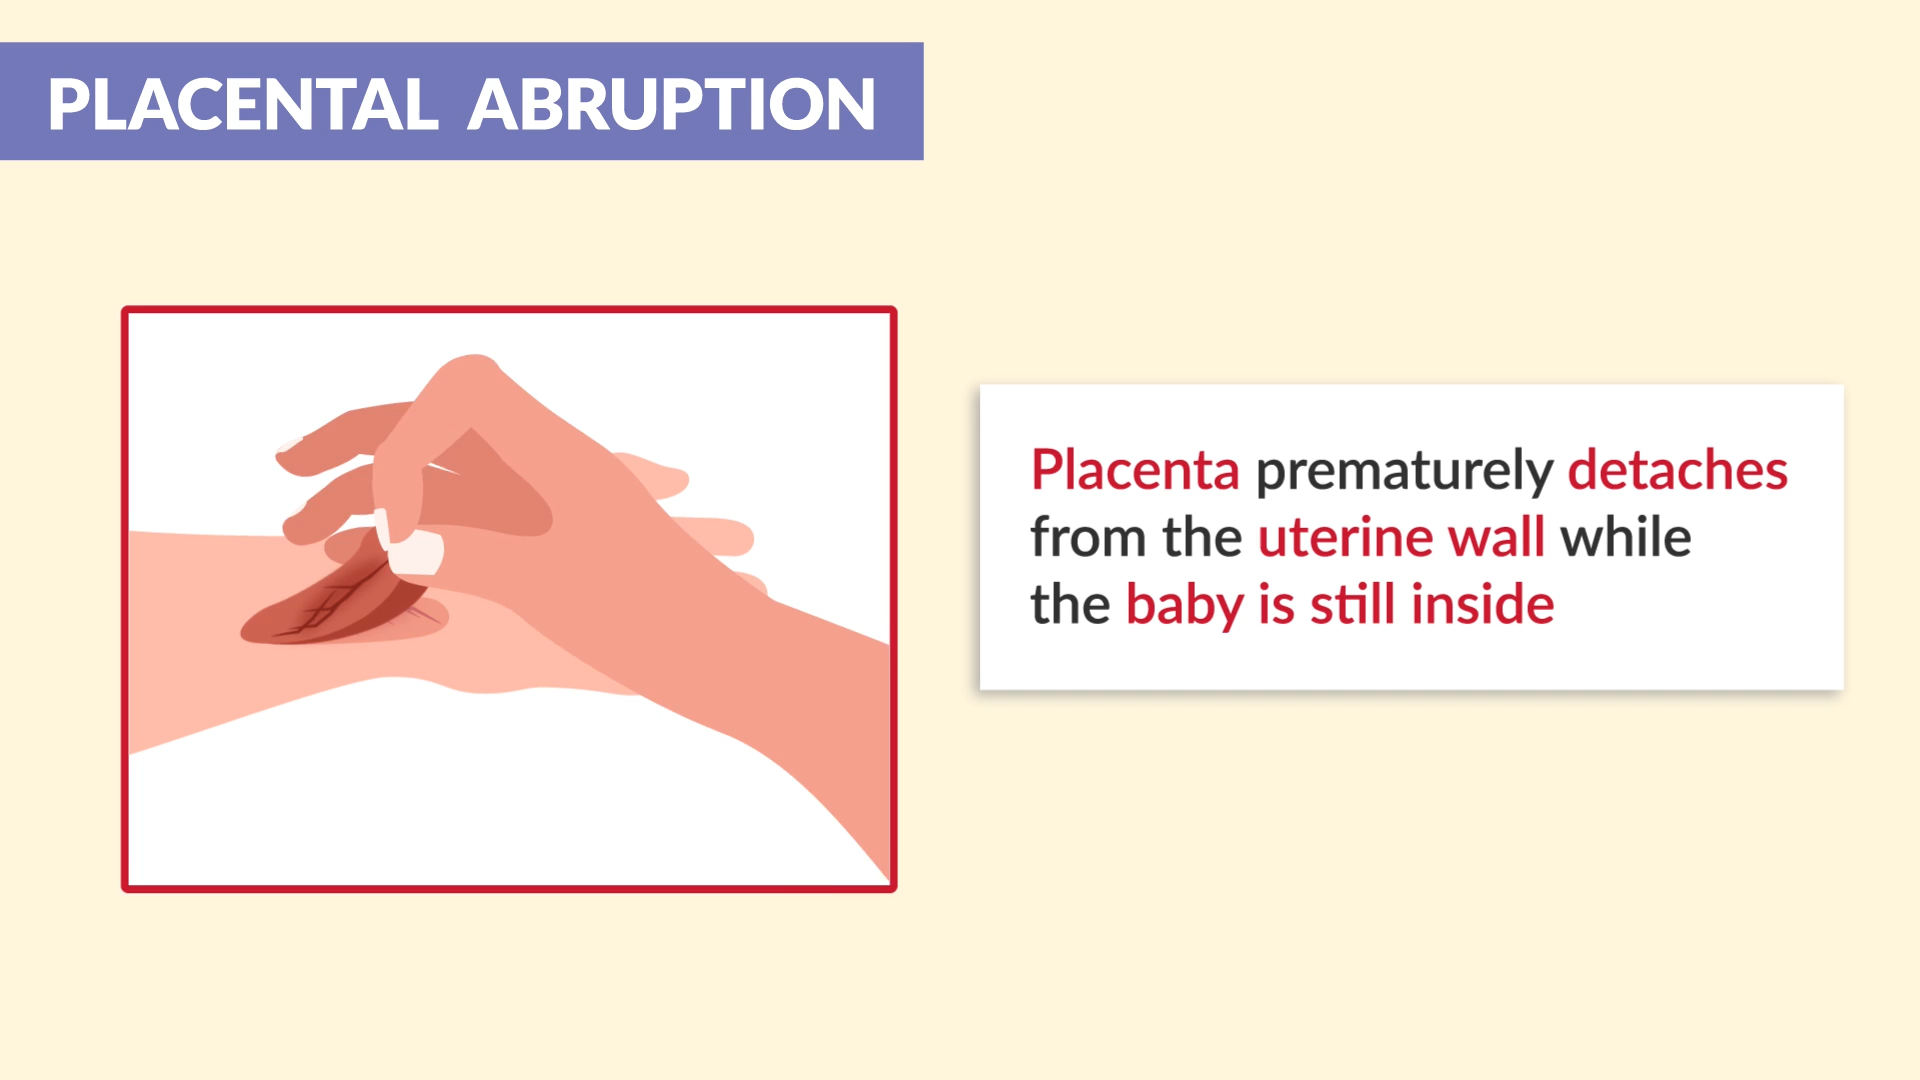 PLACENTAL ABRUPTION
Placenta prematurely detaches
from the uterine wall while
the baby is still inside